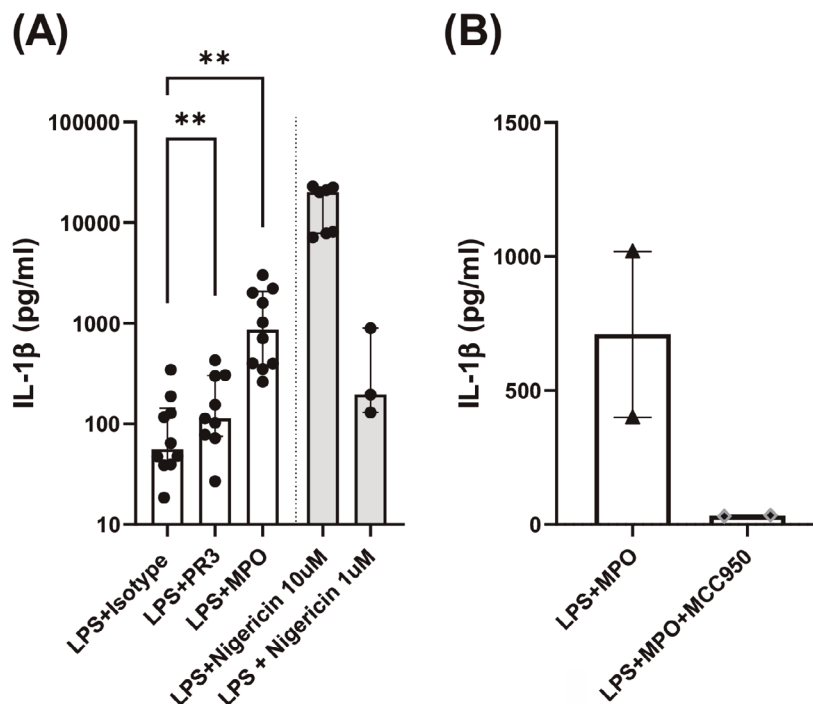 (A)
**
**
IL-1β (pg/ml)
100000
10000
1000
100
10
LPS+Isotype
LPS+PR3
LPS+MPO
LPS+Nigericin 10uM
LPS + Nigericin 1uM
(B)
IL-1β (pg/ml)
1500
1000
500
0
LPS+MPO
LPS+MPO+MCC950